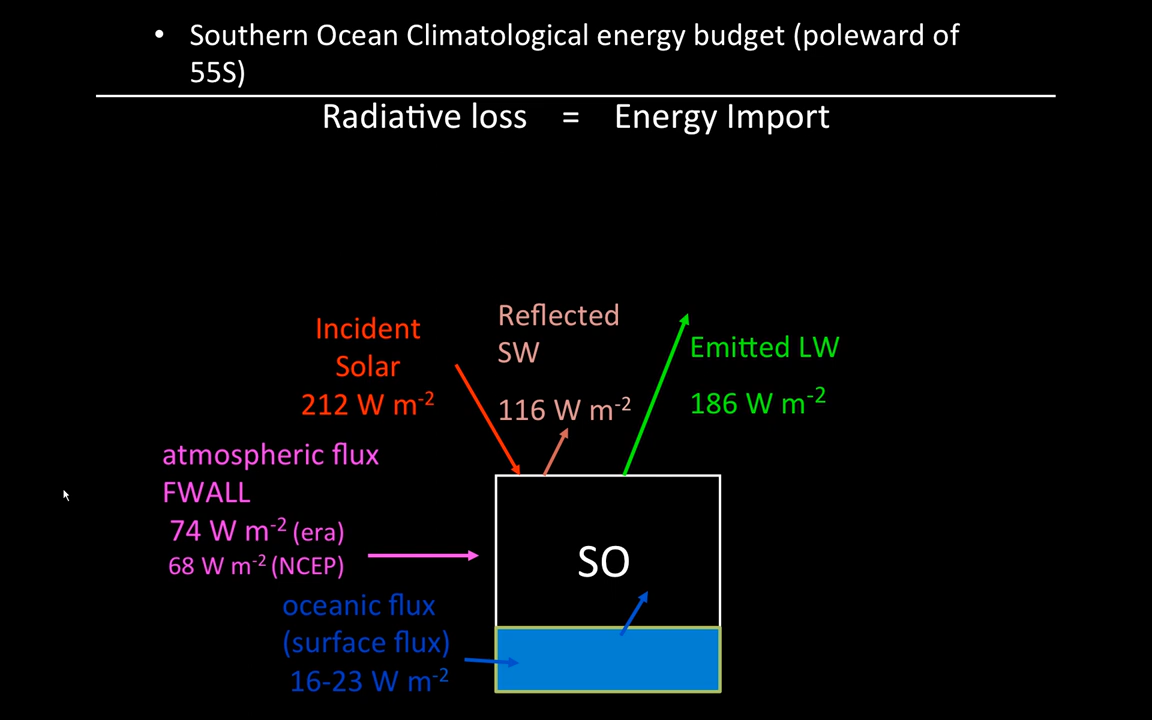 • Southern Ocean Climatological energy budget (poleward of
55S)
Radiative loss = Energy Import
Incident
Solar
212 W m-2
Reflected
SW
116 W m-2
Emitted LW
186 W m-2
atmospheric flux
FWALL
74 W m-2 (era)
68 W m-2 (NCEP)
SO
oceanic flux
(surface flux)
16-23 W m-2